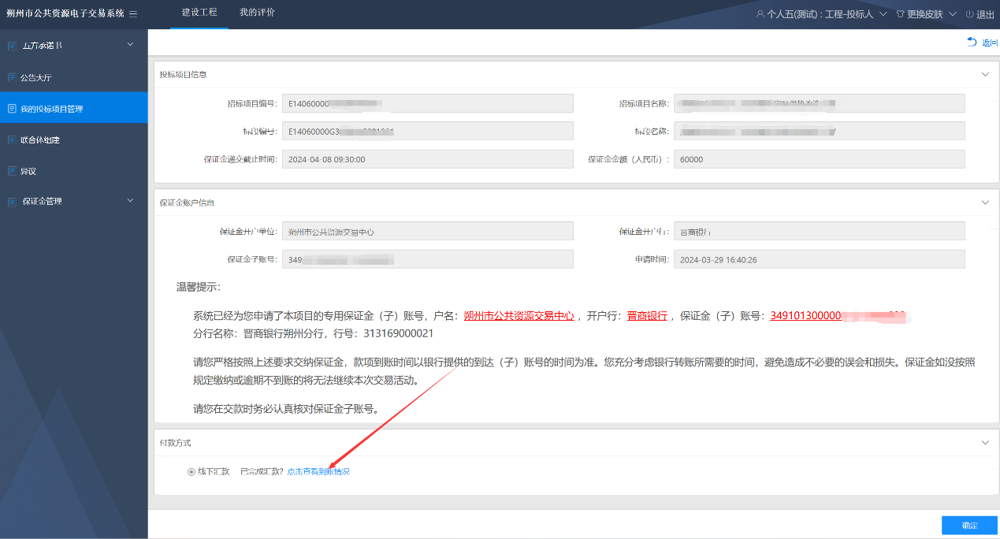 朔州市公共资源电子交易系统
建设工程 我的评价
个人五(测试) : 工程-投标人 更换皮肤 退出
返回
五方承诺书
公告大厅
我的投标项目管理
联合体组建
异议
保证金管理
投标项目信息
招标项目编号: E14060000
招标项目名称:
标段编号: E14060000G3
标段名称:
保证金递交截止时间: 2024-04-08 09:30:00
保证金金额（人民币）: 60000
保证金账户信息
保证金开户单位: 朔州市公共资源交易中心
保证金开户行: 晋商银行
保证金子账号: 349
申请时间: 2024-03-29 16:40:26
温馨提示：
系统已经为您申请了本项目的专用保证金（子）账号，户名：朔州市公共资源交易中心，开户行：晋商银行，保证金（子）账号：349101300000
分行名称：晋商银行朔州分行，行号：313169000021
请您严格按照上述要求交纳保证金，款项到账时间以银行提供的到达（子）账号的时间为准。您充分考虑银行转账所需要的时间，避免造成不必要的误会和损失。保证金如没按照
规定缴纳或逾期不到账的将无法继续本次交易活动。
请您在交款时务必认真核对保证金子账号。
付款方式
线下汇款 已完成汇款? 点击查看到账情况
确定